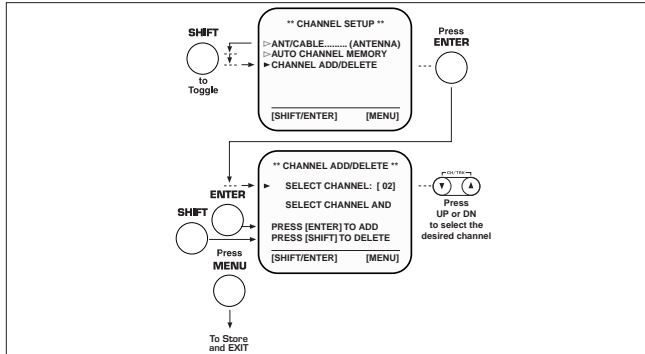 ** CHANNEL SETUP **
SHIFT
to
Toggle
▷ANT/CABLE......... (ANTENNA)
▷AUTO CHANNEL MEMORY
►CHANNEL ADD/DELETE
[SHIFT/ENTER] [MENU]
Press
ENTER
** CHANNEL ADD/DELETE **
► SELECT CHANNEL: [ 02]
SELECT CHANNEL AND
PRESS [ENTER] TO ADD
PRESS [SHIFT] TO DELETE
[SHIFT/ENTER] [MENU]
ENTER
SHIFT
CH/TRK
▼ ▲
Press
UP or DN
to select the
desired channel
Press
MENU
To Store
and EXIT